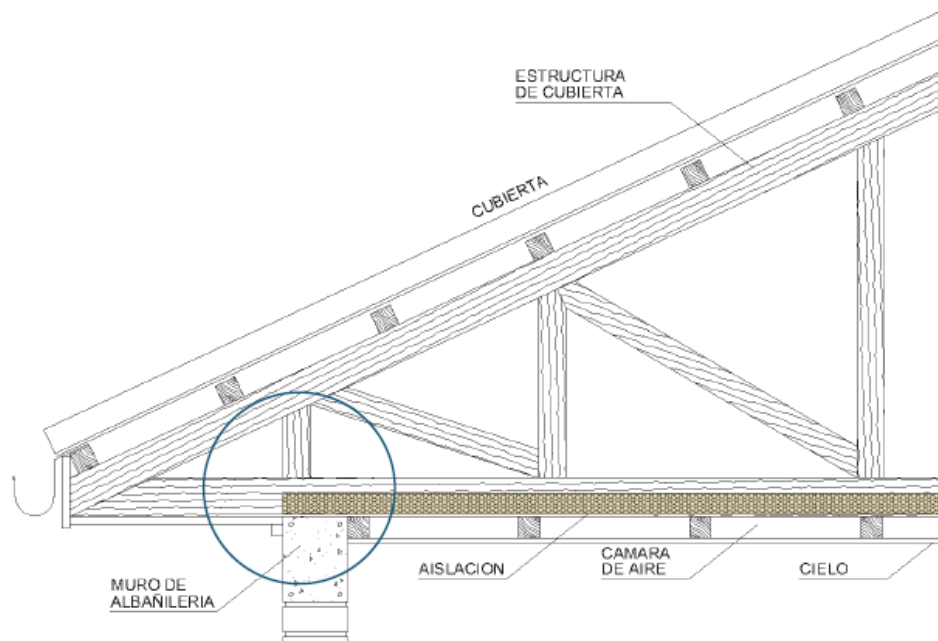 ESTRUCTURA
DE CUBIERTA
CUBIERTA
MURO DE
ALBAÑILERIA
AISLACION
CAMARA
DE AIRE
CIELO